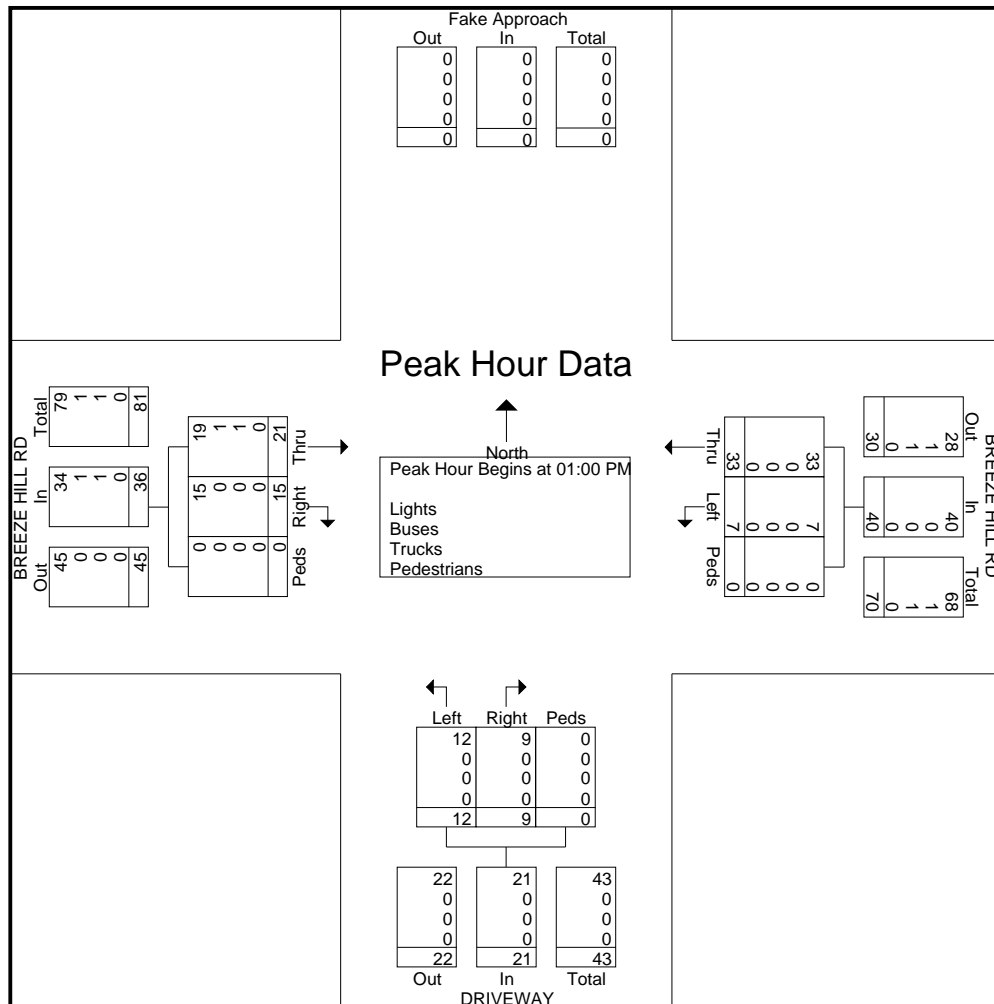 Fake Approach
Out In Total
0 0 0
0 0 0
0 0 0
0 0 0
0 0 0
Peak Hour Data
North
Peak Hour Begins at 01:00 PM
Lights
Buses
Trucks
Pedestrians
BREEZE HILL RD
Total
79 1 1 0 81
In
34 1 1 0 36
Out
45 0 0 0 45
19 1 1 0 21
Thru
15 0 0 0 15
Right
0 0 0 0 0
Peds
Thru
33 0 0 0 33
Left
7 0 0 0 7
Peds
0 0 0 0 0
BREEZE HILL RD
Out
28 1 1 0 30
In
40 0 0 0 40
Total
68 1 1 0 70
Left Right Peds
12 9 0
0 0 0
0 0 0
0 0 0
12 9 0
22 21 43
0 0 0
0 0 0
0 0 0
22 21 43
Out In Total
DRIVEWAY